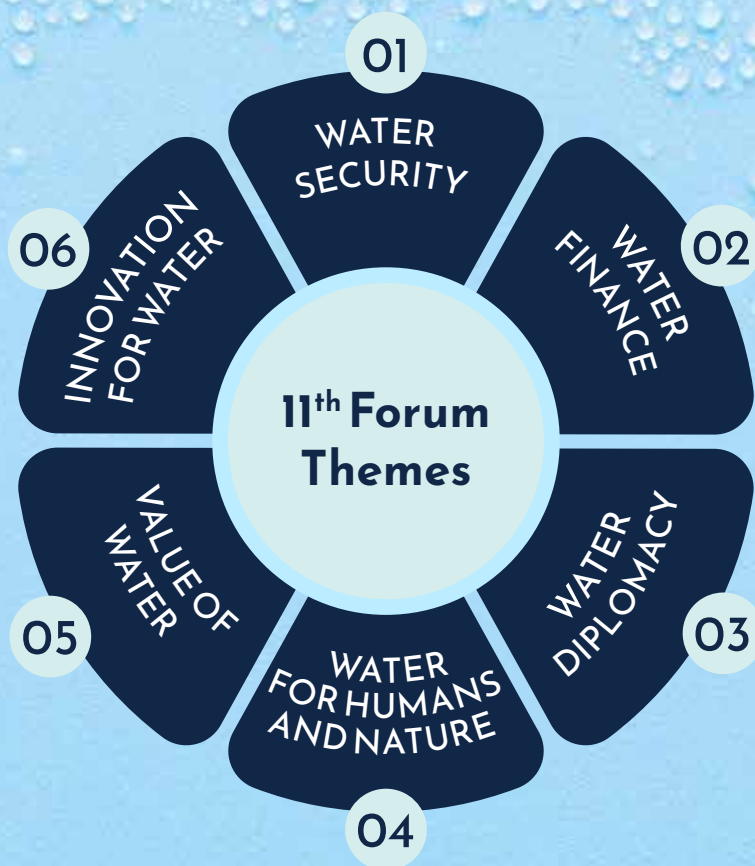 01
WATER
SECURITY
02
WATER
FINANCE
03
WATER
DIPLOMACY
04
WATER
FOR HUMANS
AND NATURE
05
VALUE OF
WATER
06
INNOVATION
FOR WATER
11th Forum
Themes